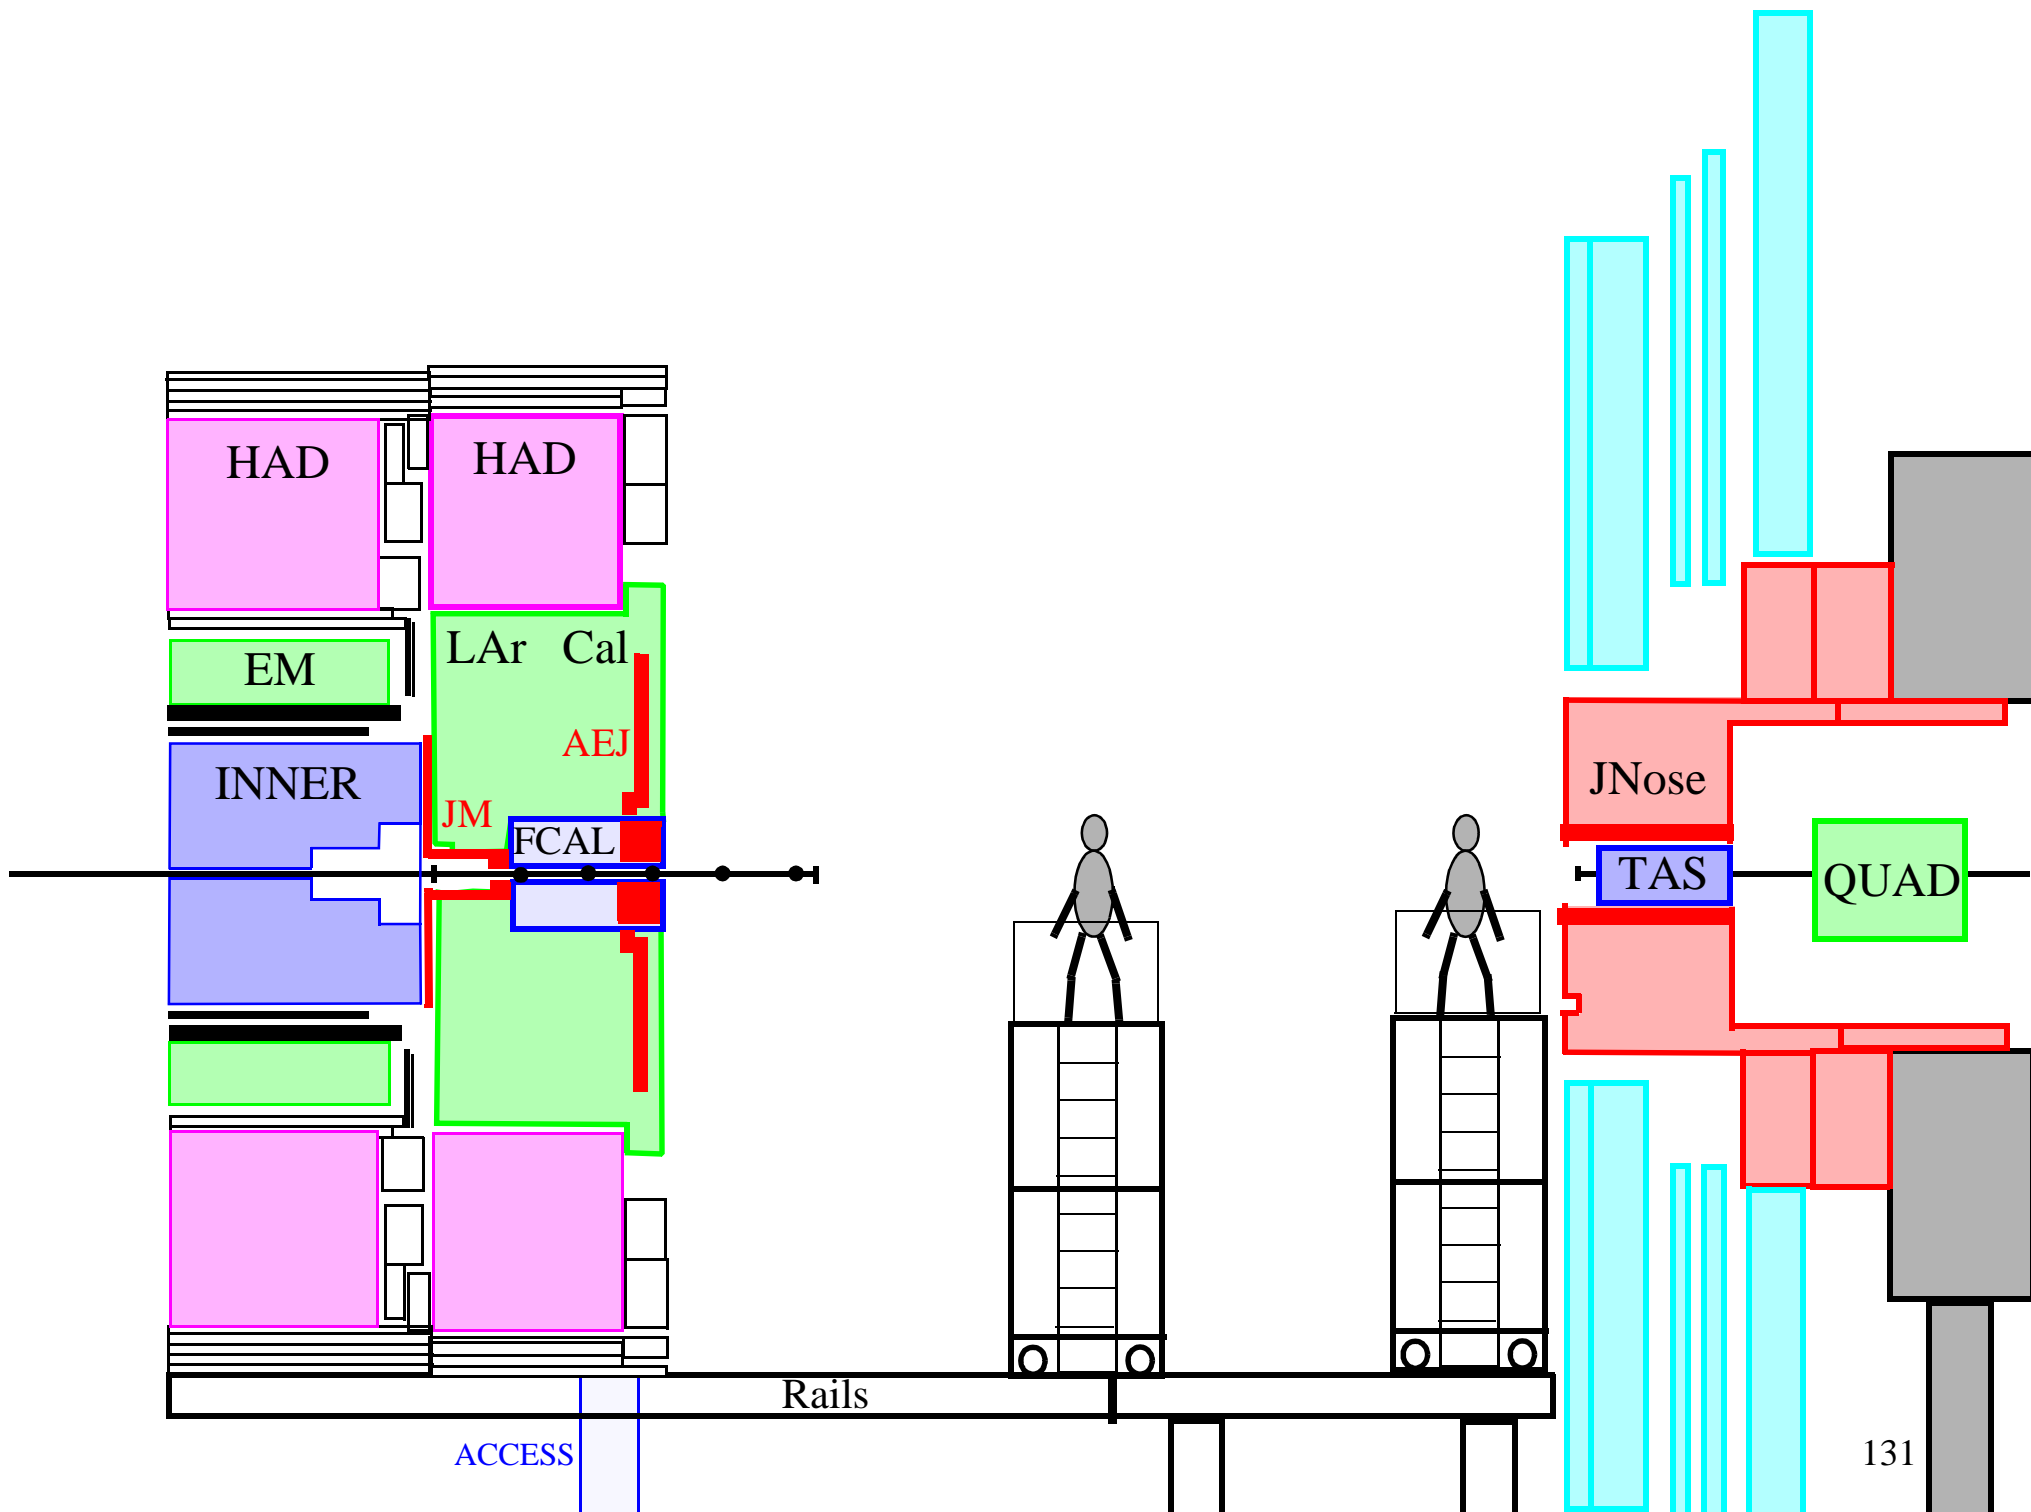 HAD HAD
LAr Cal
EM
AEJ
INNER
JNose
JM
FCAL
TAS
QUAD
Rails
ACCESS
131